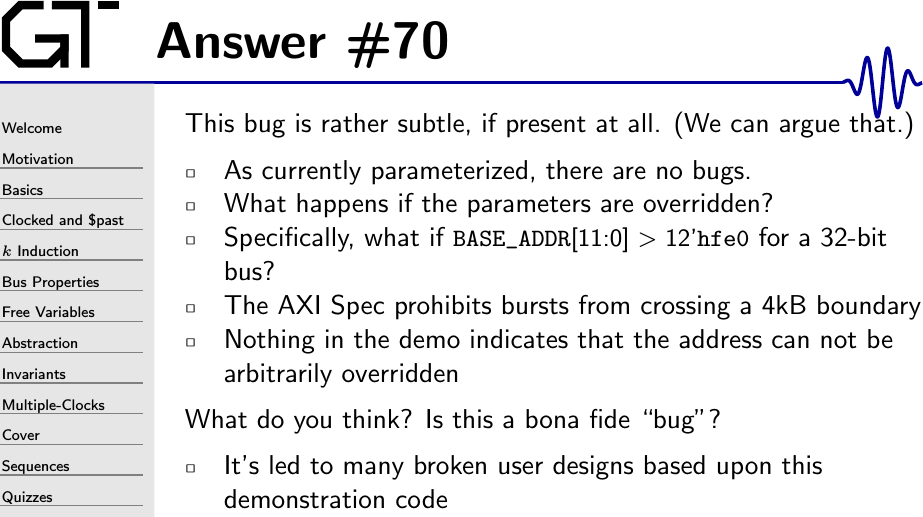 GT
Answer #70
Welcome
Motivation
Basics
Clocked and $past
k Induction
Bus Properties
Free Variables
Abstraction
Invariants
Multiple-Clocks
Cover
Sequences
Quizzes
This bug is rather subtle, if present at all. (We can argue that.)
As currently parameterized, there are no bugs.
What happens if the parameters are overridden?
Specifically, what if BASE_ADDR[11:0] > 12'hfe0 for a 32-bit
bus?
The AXI Spec prohibits bursts from crossing a 4kB boundary
Nothing in the demo indicates that the address can not be
arbitrarily overridden
What do you think? Is this a bona fide “bug”?
It's led to many broken user designs based upon this
demonstration code